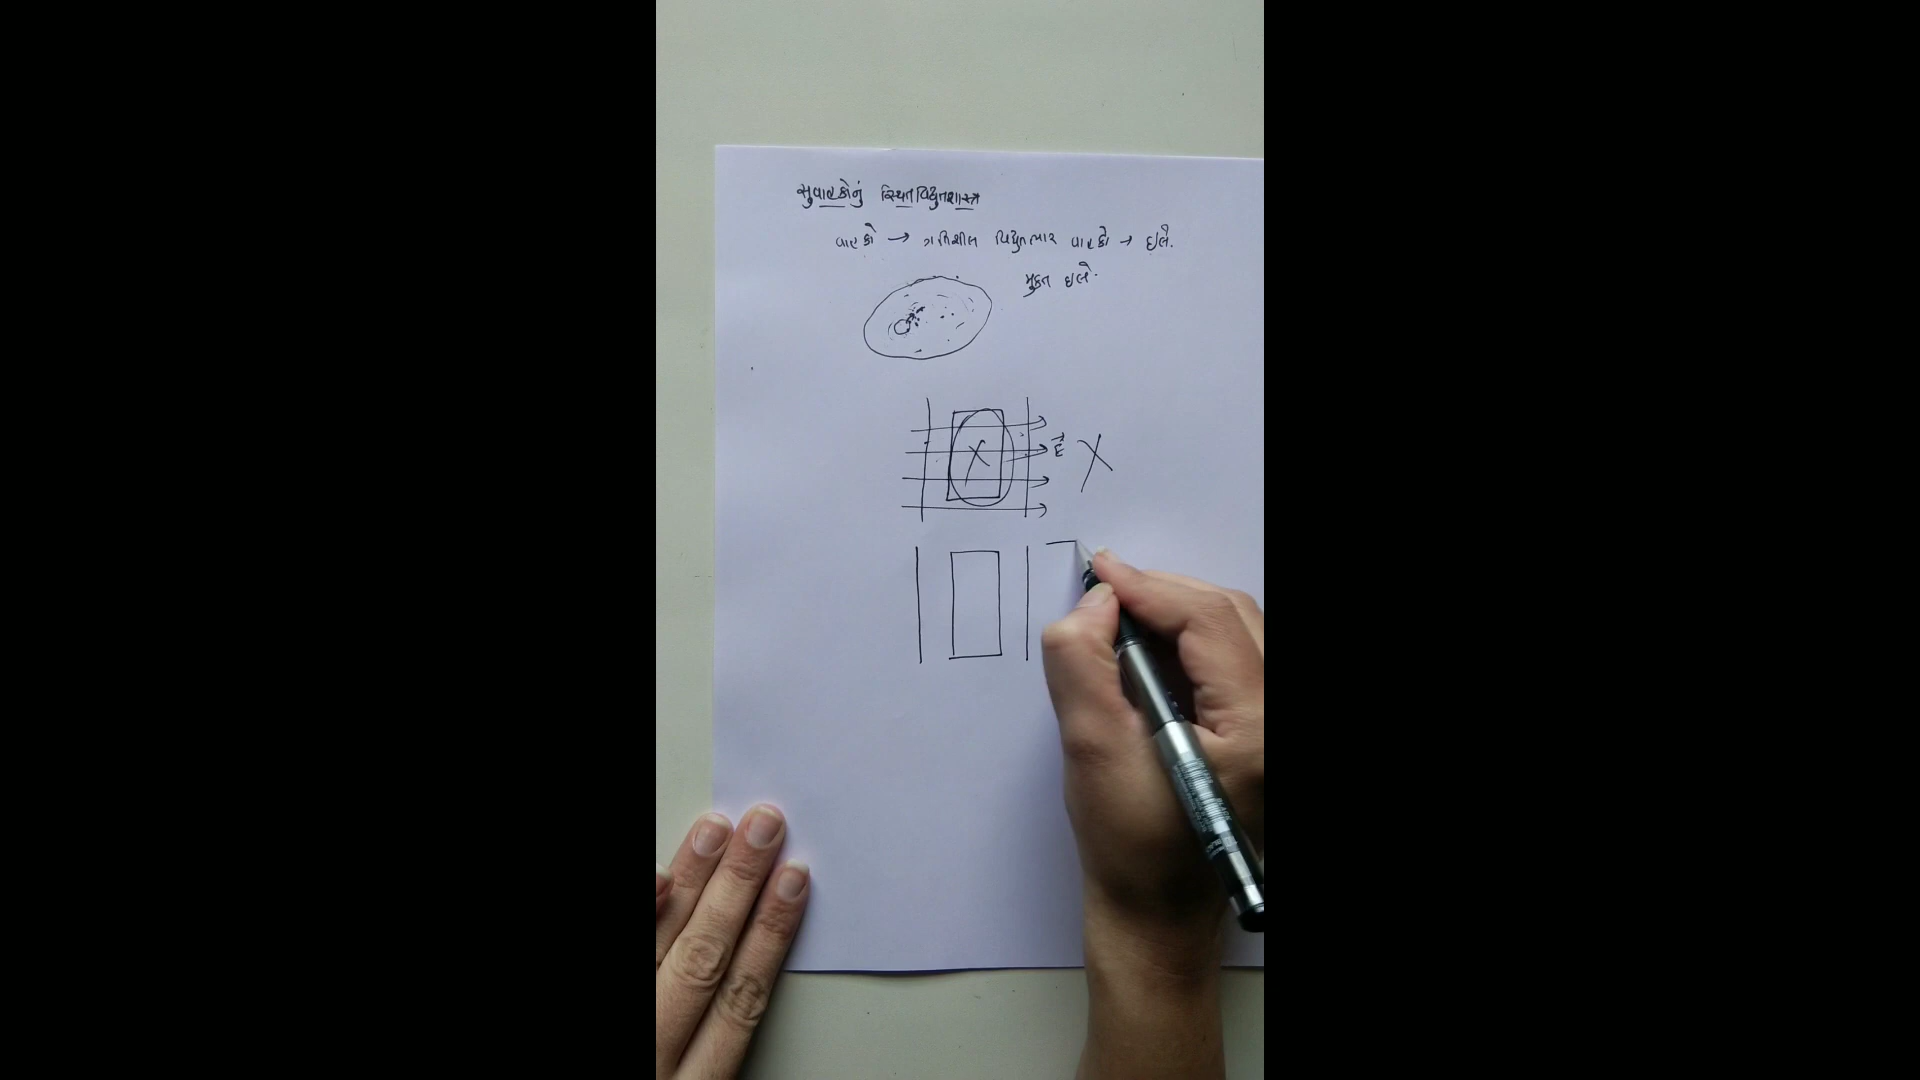 સુવાહકોનું સ્થિતવિદ્યુતશાસ્ત્ર
વાહકો → ગતિશીલ વિદ્યુતભાર વાહકો → ઇલે.
મુક્ત ઇલે.
X E⃗ X